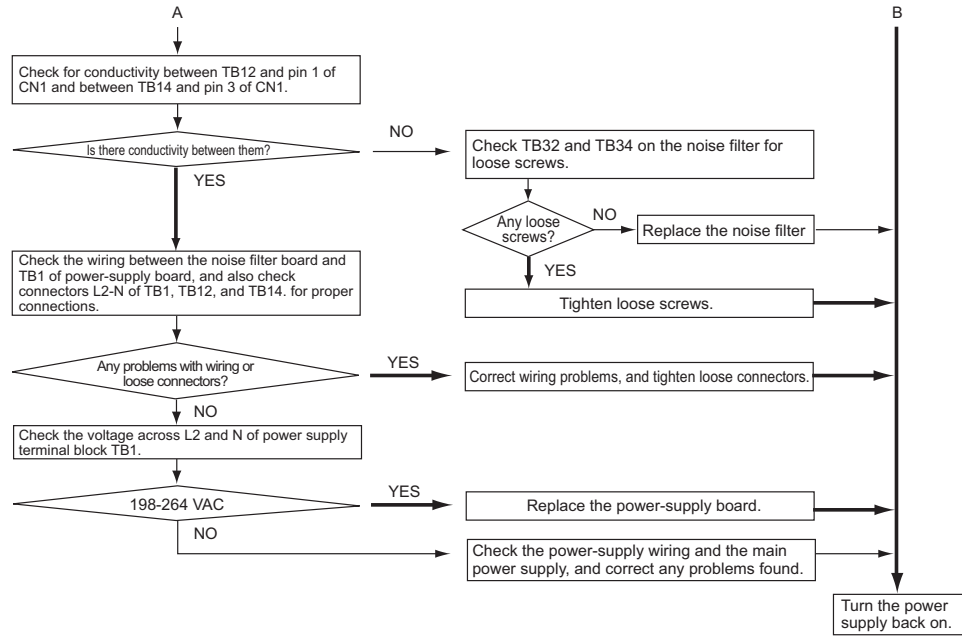 A
B
Check for conductivity between TB12 and pin 1 of
CN1 and between TB14 and pin 3 of CN1.
Is there conductivity between them?
NO
YES
Check TB32 and TB34 on the noise filter for
loose screws.
Any loose
screws?
NO
Replace the noise filter
YES
Tighten loose screws.
Check the wiring between the noise filter board and
TB1 of power-supply board, and also check
connectors L2-N of TB1, TB12, and TB14. for proper
connections.
Any problems with wiring or
loose connectors?
YES
Correct wiring problems, and tighten loose connectors.
NO
Check the voltage across L2 and N of power supply
terminal block TB1.
198-264 VAC
YES
Replace the power-supply board.
NO
Check the power-supply wiring and the main
power supply, and correct any problems found.
Turn the power
supply back on.